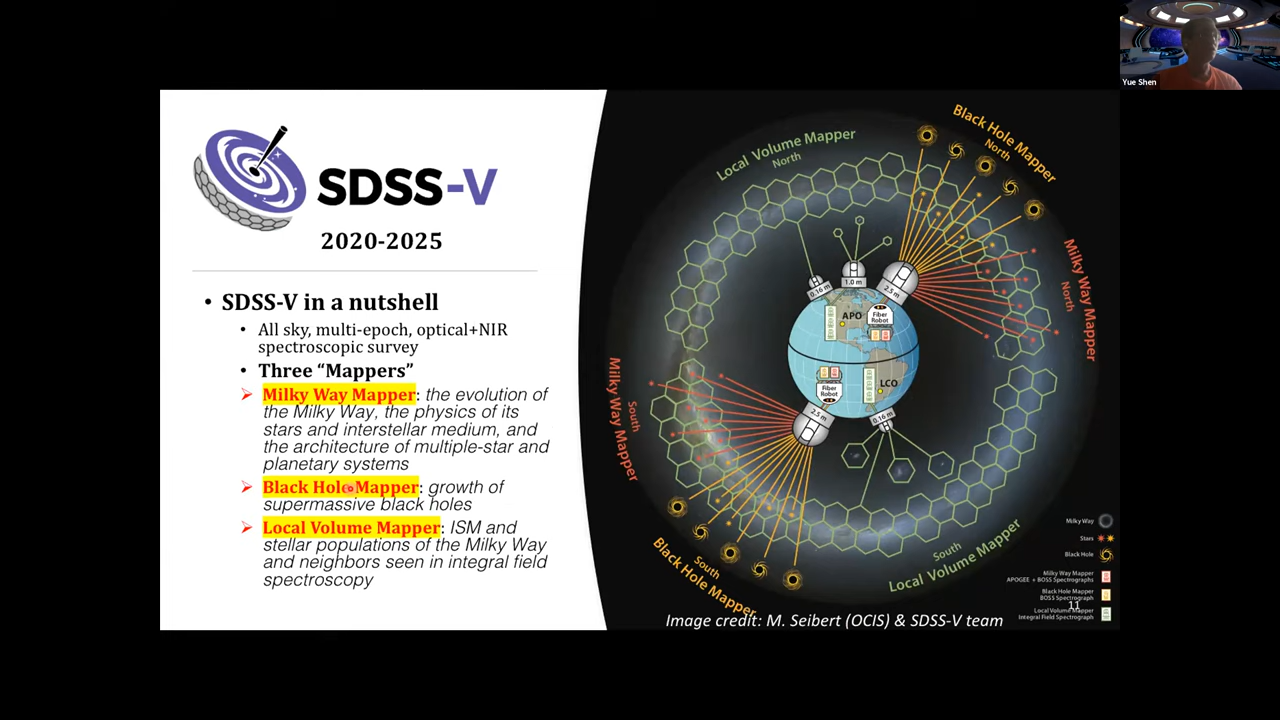 Yue Shen
SDSS-V
2020-2025
• SDSS-V in a nutshell
• All sky, multi-epoch, optical+NIR
spectroscopic survey
• Three “Mappers”
➢ Milky Way Mapper: the evolution of
the Milky Way, the physics of its
stars and interstellar medium, and
the architecture of multiple-star and
planetary systems
➢ Black Hole Mapper: growth of
supermassive black holes
➢ Local Volume Mapper: ISM and
stellar populations of the Milky Way
and neighbors seen in integral field
spectroscopy
Local Volume Mapper
North
Black Hole Mapper
North
Milky Way Mapper
North
0.16 m
1.0 m
2.5 m
APO
Fiber
Robot
LCO
Fiber
Robot
2.5 m
0.16 m
Milky Way Mapper
South
South
Black Hole Mapper
South
Local Volume Mapper
Milky Way
Stars
Black Hole
Milky Way Mapper
APOGEE + BOSS Spectrographs
Black Hole Mapper
BOSS Spectrograph
11
Local Volume Mapper
Integral Field Spectrograph
Image credit: M. Seibert (OCIS) & SDSS-V team